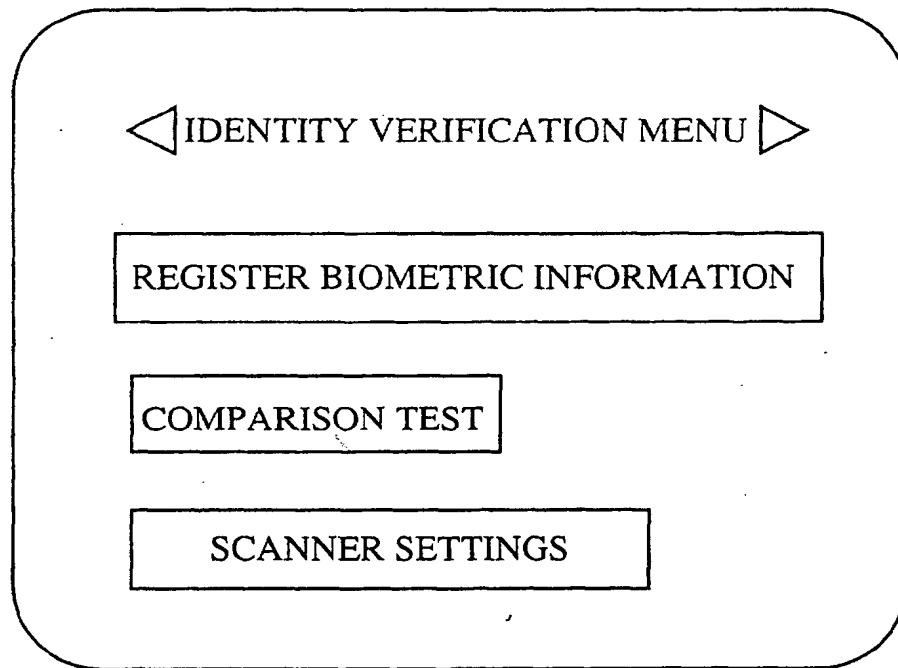 IDENTITY VERIFICATION MENU
REGISTER BIOMETRIC INFORMATION
COMPARISON TEST
SCANNER SETTINGS